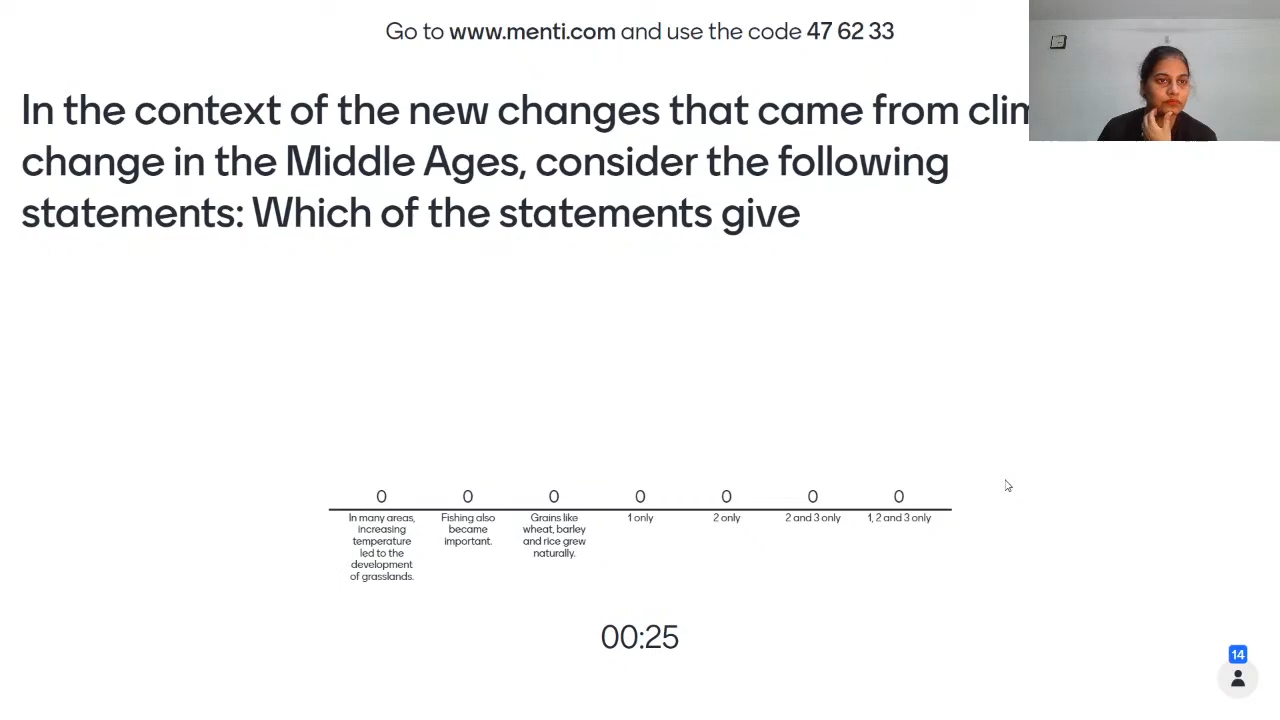 Go to www.menti.com and use the code 47 62 33
In the context of the new changes that came from clim
change in the Middle Ages, consider the following
statements: Which of the statements give
0 0 0 0 0 0 0
In many areas,
increasing
temperature
led to the
development
of grasslands.
Fishing also
became
important.
Grains like
wheat, barley
and rice grew
naturally.
1 only
2 only
2 and 3 only
1, 2 and 3 only
00:25
14